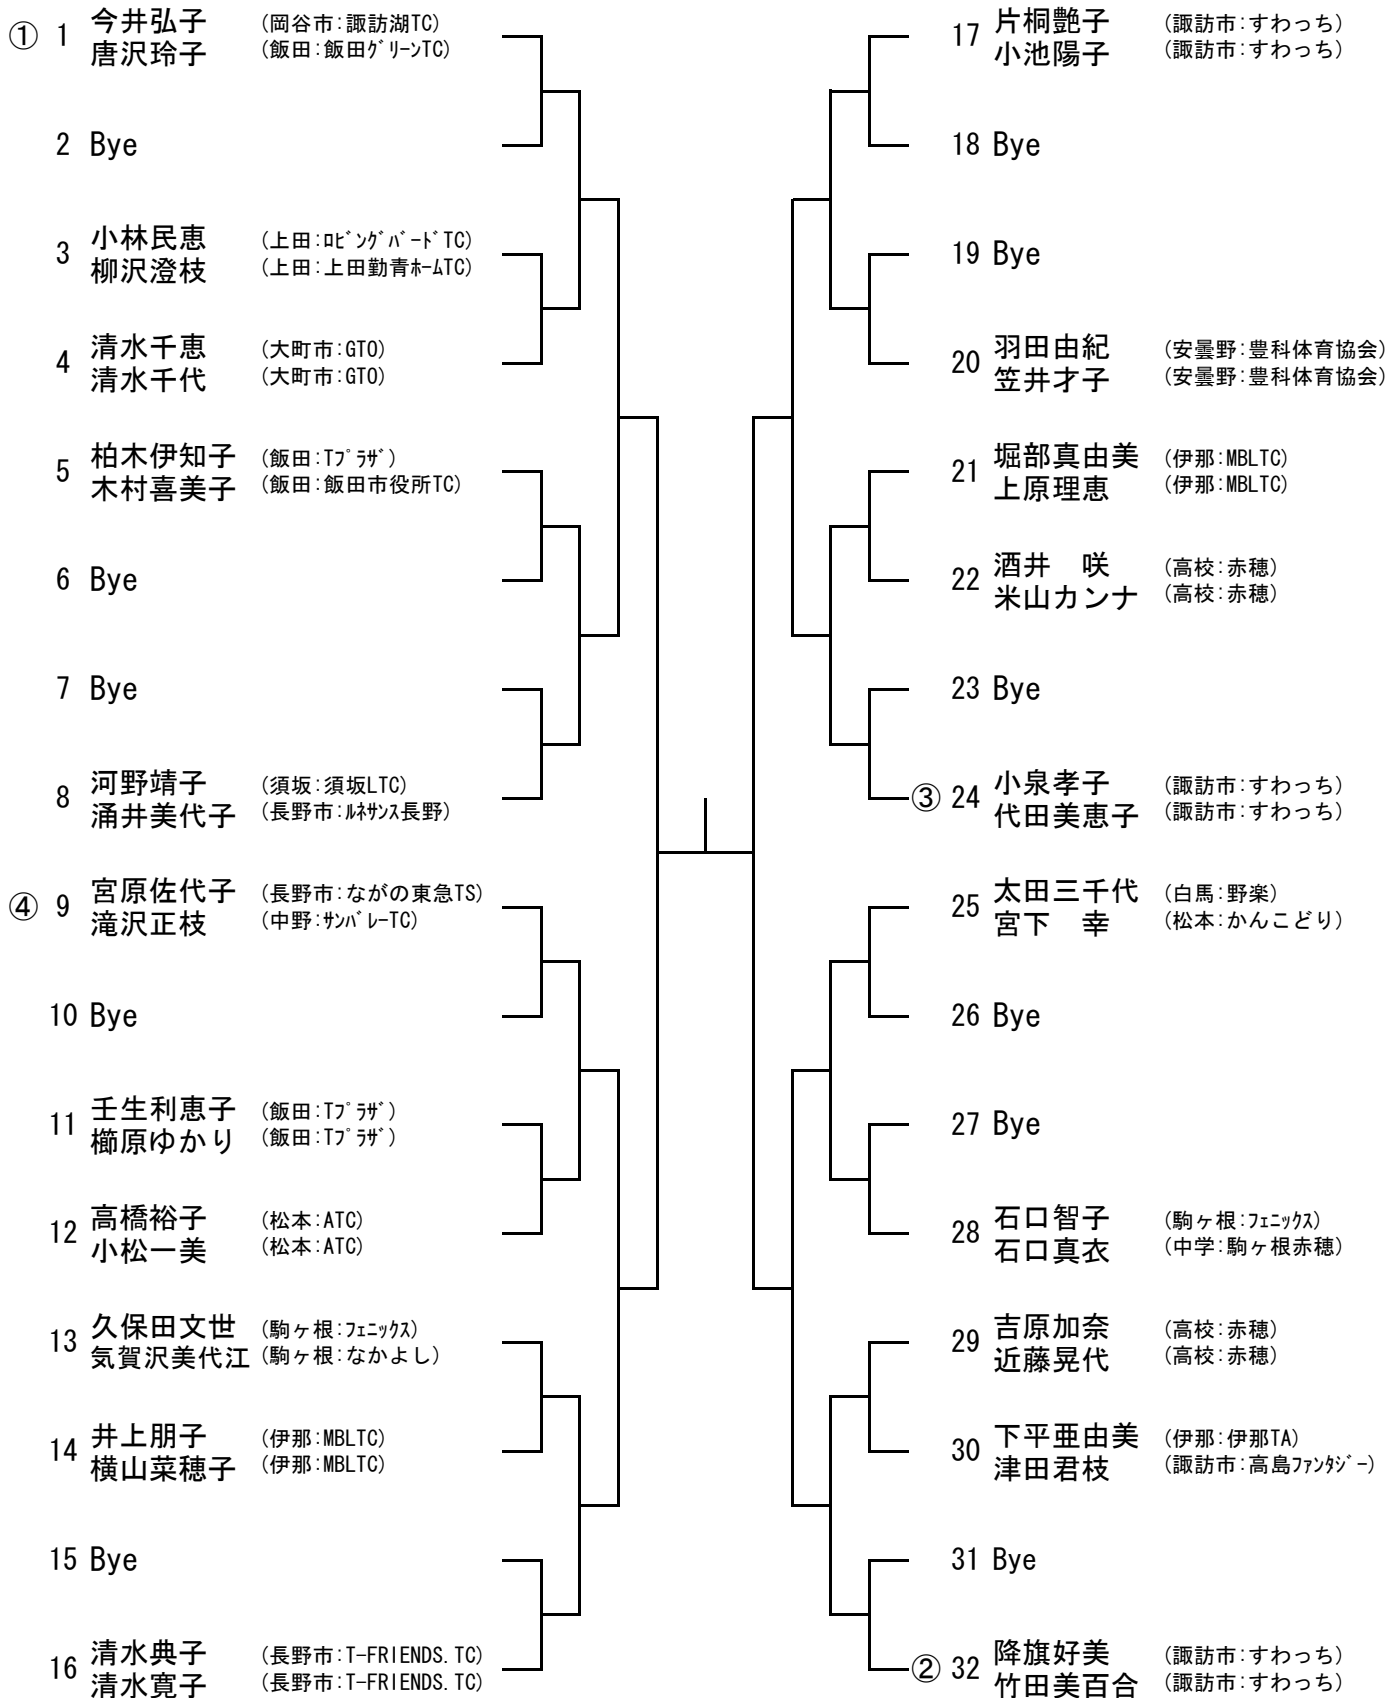 ① 1 今井弘子 (岡谷市:諏訪湖TC)
唐沢玲子 (飯田:飯田ｸﾞﾘｰﾝTC)
2 Bye
3 小林民恵 (上田:ﾛﾋﾞﾝｸﾞﾊﾞｰﾄﾞTC)
柳沢澄枝 (上田:上田勤青ﾎｰﾑTC)
4 清水千恵 (大町市:GTO)
清水千代 (大町市:GTO)
5 柏木伊知子 (飯田:Tﾌﾟﾗｻﾞ)
木村喜美子 (飯田:飯田市役所TC)
6 Bye
7 Bye
8 河野靖子 (須坂:須坂LTC)
涌井美代子 (長野市:ﾙﾈｻﾝｽ長野)
④ 9 宮原佐代子 (長野市:ながの東急TS)
滝沢正枝 (中野:ｻﾝﾊﾞﾚｰTC)
10 Bye
11 壬生利恵子 (飯田:Tﾌﾟﾗｻﾞ)
櫛原ゆかり (飯田:Tﾌﾟﾗｻﾞ)
12 高橋裕子 (松本:ATC)
小松一美 (松本:ATC)
13 久保田文世 (駒ヶ根:ﾌｪﾆｯｸｽ)
気賀沢美代江 (駒ヶ根:なかよし)
14 井上朋子 (伊那:MBLTC)
横山菜穂子 (伊那:MBLTC)
15 Bye
16 清水典子 (長野市:T-FRIENDS.TC)
清水寛子 (長野市:T-FRIENDS.TC)
17 片桐艶子 (諏訪市:すわっち)
小池陽子 (諏訪市:すわっち)
18 Bye
19 Bye
20 羽田由紀 (安曇野:豊科体育協会)
笠井才子 (安曇野:豊科体育協会)
21 堀部真由美 (伊那:MBLTC)
上原理恵 (伊那:MBLTC)
22 酒井　咲 (高校:赤穂)
米山カンナ (高校:赤穂)
23 Bye
③ 24 小泉孝子 (諏訪市:すわっち)
代田美恵子 (諏訪市:すわっち)
25 太田三千代 (白馬:野楽)
宮下　幸 (松本:かんこどり)
26 Bye
27 Bye
28 石口智子 (駒ヶ根:ﾌｪﾆｯｸｽ)
石口真衣 (中学:駒ヶ根赤穂)
29 吉原加奈 (高校:赤穂)
近藤晃代 (高校:赤穂)
30 下平亜由美 (伊那:伊那TA)
津田君枝 (諏訪市:高島ﾌｧﾝﾀｼﾞｰ)
31 Bye
② 32 降旗好美 (諏訪市:すわっち)
竹田美百合 (諏訪市:すわっち)